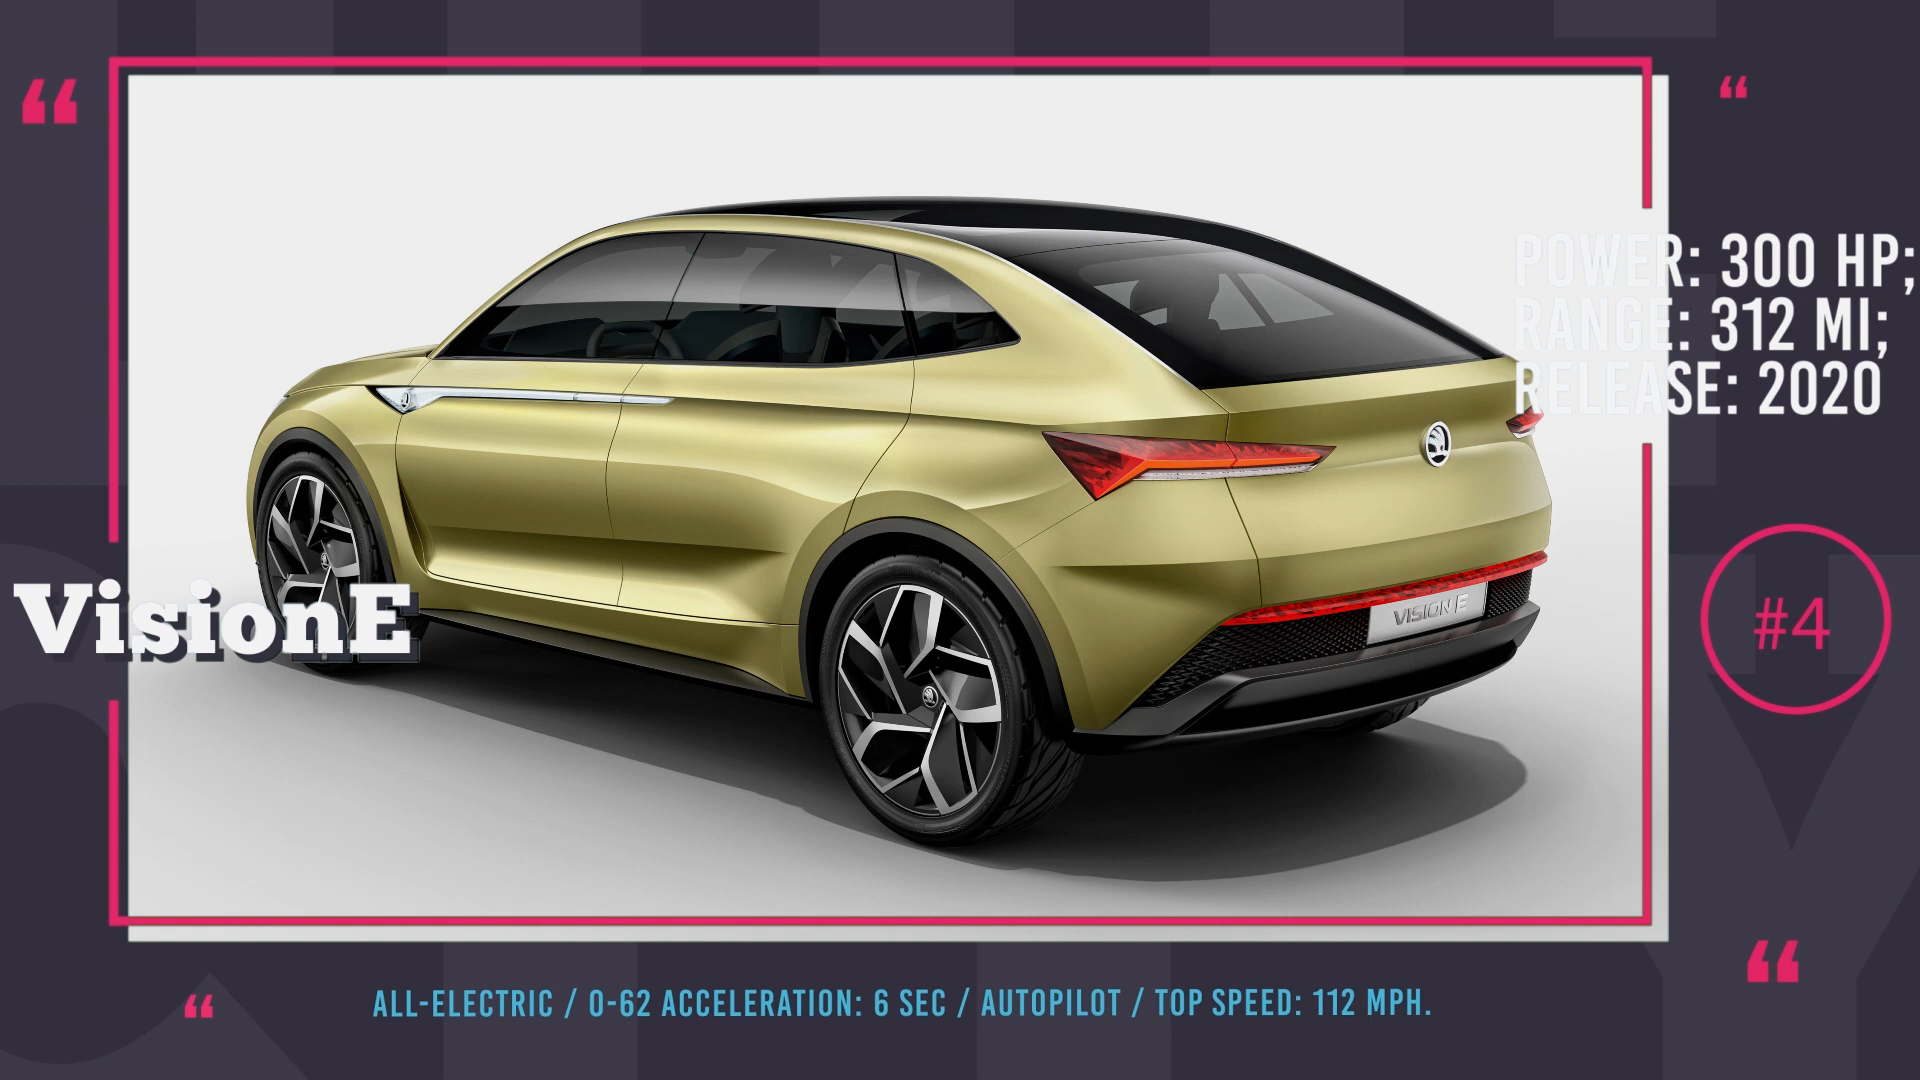 POWER: 300 HP;
RANGE: 312 MI;
RELEASE: 2020
VISION E
VisionE
#4
ALL-ELECTRIC / 0-62 ACCELERATION: 6 SEC / AUTOPILOT / TOP SPEED: 112 MPH.